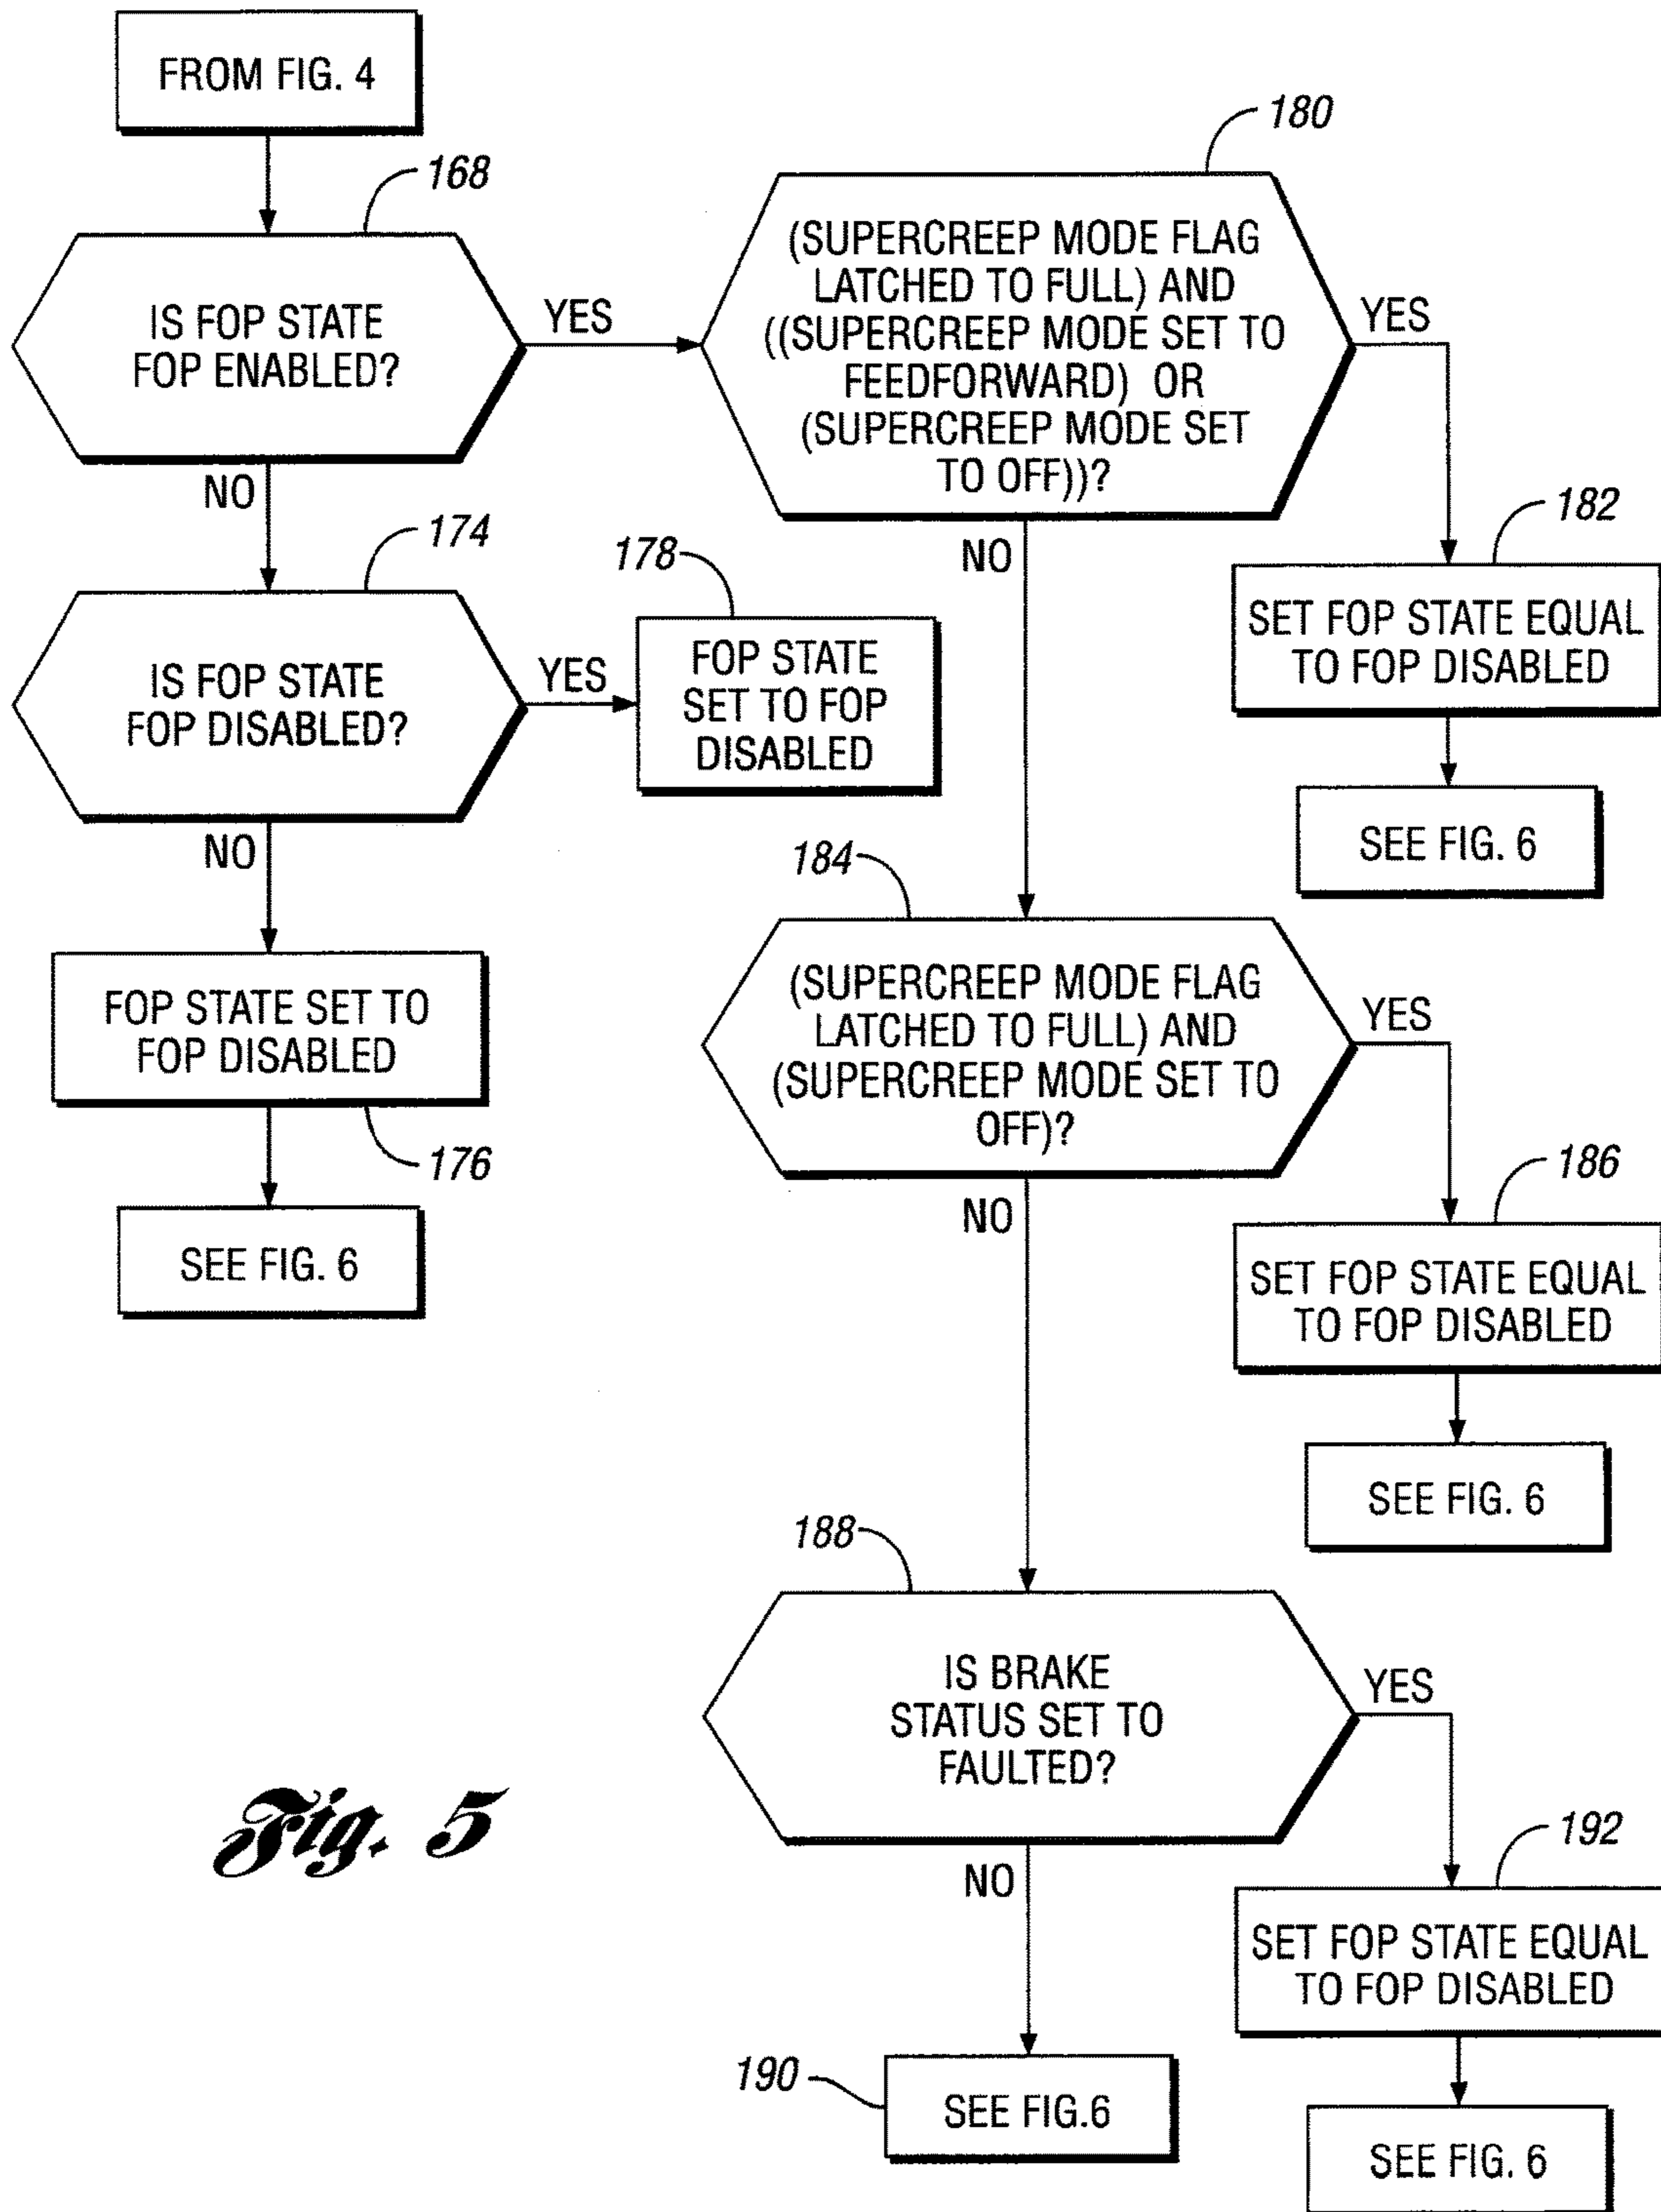 FROM FIG. 4
168
IS FOP STATE
FOP ENABLED?
YES
NO
180
(SUPERCREEP MODE FLAG
LATCHED TO FULL) AND
((SUPERCREEP MODE SET TO
FEEDFORWARD) OR
(SUPERCREEP MODE SET
TO OFF))?
YES
NO
182
SET FOP STATE EQUAL
TO FOP DISABLED
SEE FIG. 6
174
IS FOP STATE
FOP DISABLED?
YES
NO
178
FOP STATE
SET TO FOP
DISABLED
FOP STATE SET TO
FOP DISABLED
176
SEE FIG. 6
184
(SUPERCREEP MODE FLAG
LATCHED TO FULL) AND
(SUPERCREEP MODE SET TO
OFF)?
YES
NO
186
SET FOP STATE EQUAL
TO FOP DISABLED
SEE FIG. 6
188
IS BRAKE
STATUS SET TO
FAULTED?
YES
NO
192
SET FOP STATE EQUAL
TO FOP DISABLED
SEE FIG. 6
190
SEE FIG.6
Fig. 5